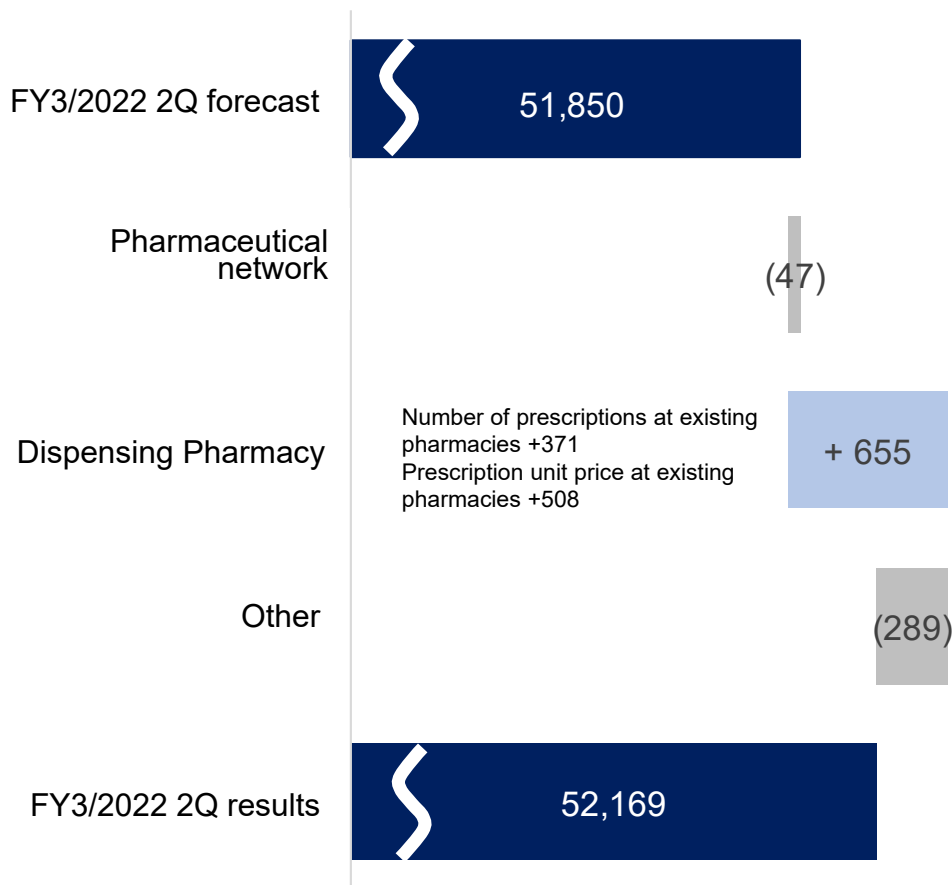 FY3/2022 2Q forecast
51,850
Pharmaceutical
network
(47)
Dispensing Pharmacy
Number of prescriptions at existing
pharmacies +371
Prescription unit price at existing
pharmacies +508
+ 655
Other
(289)
FY3/2022 2Q results
52,169